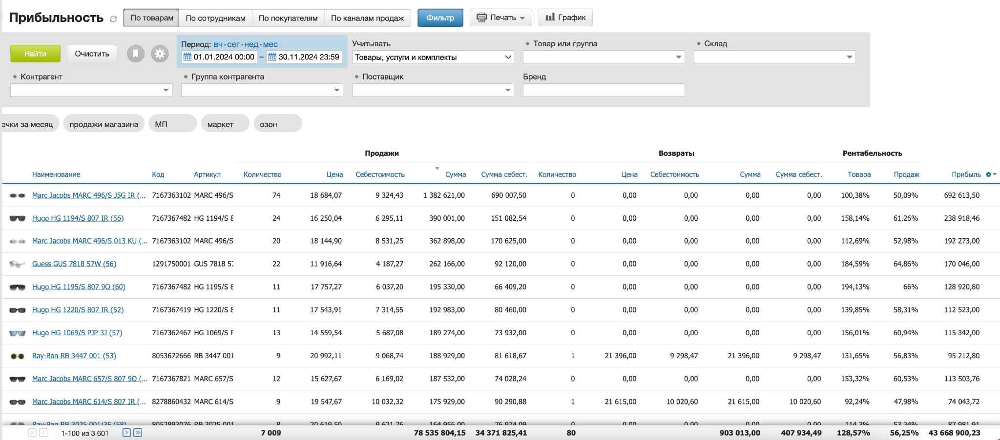 Прибыльность
По товарам
По сотрудникам
По покупателям
По каналам продаж
Фильтр
Печать
График
Найти
Очистить
Период: вч·сег·нед·мес
01.01.2024 00:00 – 30.11.2024 23:59
Учитывать
Товары, услуги и комплекты
Товар или группа
Склад
Контрагент
Группа контрагента
Поставщик
Бренд
очки за месяц
продажи магазина
МП
маркет
озон
Продажи Возвраты Рентабельность
Наименование Код Артикул Количество Цена Себестоимость Сумма Сумма себест. Количество Цена Себестоимость Сумма Сумма себест. Товара Продаж Прибыль
Marc Jacobs MARC 496/S J5G IR (... 7167363102 MARC 496/S 74 18 684,07 9 324,43 1 382 621,00 690 007,50 0 0,00 0,00 0,00 0,00 100,38% 50,09% 692 613,50
Hugo HG 1194/S 807 IR (56) 7167367482 HG 1194/S 8 24 16 250,04 6 295,11 390 001,00 151 082,54 0 0,00 0,00 0,00 0,00 158,14% 61,26% 238 918,46
Marc Jacobs MARC 496/S 013 KU (... 7167363102 MARC 496/S 20 18 144,90 8 531,25 362 898,00 170 625,00 0 0,00 0,00 0,00 0,00 112,69% 52,98% 192 273,00
Guess GUS 7818 57W (56) 1291750001 GUS 7818 57 22 11 916,64 4 187,27 262 166,00 92 120,00 0 0,00 0,00 0,00 0,00 184,59% 64,86% 170 046,00
Hugo HG 1195/S 807 9O (60) 7167367482 HG 1195/S 8 11 17 757,27 6 037,20 195 330,00 66 409,20 0 0,00 0,00 0,00 0,00 194,13% 66% 128 920,80
Hugo HG 1220/S 807 IR (52) 7167367419 HG 1220/S 8 11 17 543,91 7 314,55 192 983,00 80 460,00 0 0,00 0,00 0,00 0,00 139,85% 58,31% 112 523,00
Hugo HG 1069/S PJP 3J (57) 7167362467 HG 1069/S P 13 14 559,54 5 687,08 189 274,00 73 932,00 0 0,00 0,00 0,00 0,00 156,01% 60,94% 115 342,00
Ray-Ban RB 3447 001 (53) 8053672666 RB 3447 001 9 20 992,11 9 068,74 188 929,00 81 618,67 1 21 396,00 9 298,47 21 396,00 9 298,47 131,65% 56,83% 95 212,80
Marc Jacobs MARC 657/S 807 9O (... 7167367821 MARC 657/S 12 15 627,67 6 169,02 187 532,00 74 028,24 0 0,00 0,00 0,00 0,00 153,32% 60,53% 113 503,76
Marc Jacobs MARC 614/S 807 IR (... 8278860432 MARC 614/S 9 19 547,67 10 032,32 175 929,00 90 290,88 1 21 615,00 10 020,60 21 615,00 10 020,60 92,24% 47,98% 74 043,72
Ray-Ban RB 3025 001/3F (58) 8052893076 RB 3025 001 8 20 619,50 9 621,76 164 956,00 76 974,09 0 0,00 0,00 0,00 0,00 114,3% 53,34% 87 981,91
1-100 из 3 601 7 009 78 535 804,15 34 371 825,41 80 903 013,00 407 934,49 128,57% 56,25% 43 668 900,23